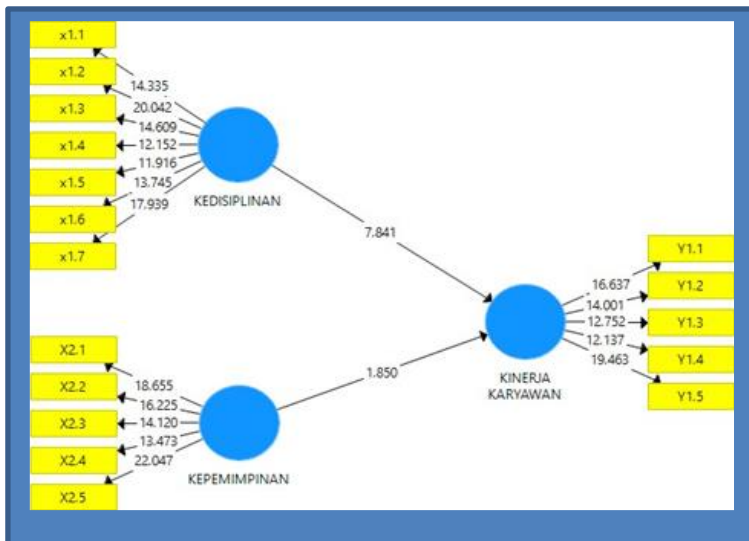 x1.1
x1.2
x1.3
x1.4
x1.5
x1.6
x1.7
14.335
20.042
14.609
12.152
11.916
13.745
17.939
KEDISIPLINAN
7.841
X2.1
X2.2
X2.3
X2.4
X2.5
18.655
16.225
14.120
13.473
22.047
KEPEMIMPINAN
1.850
KINERJA
KARYAWAN
16.637
14.001
12.752
12.137
19.463
Y1.1
Y1.2
Y1.3
Y1.4
Y1.5